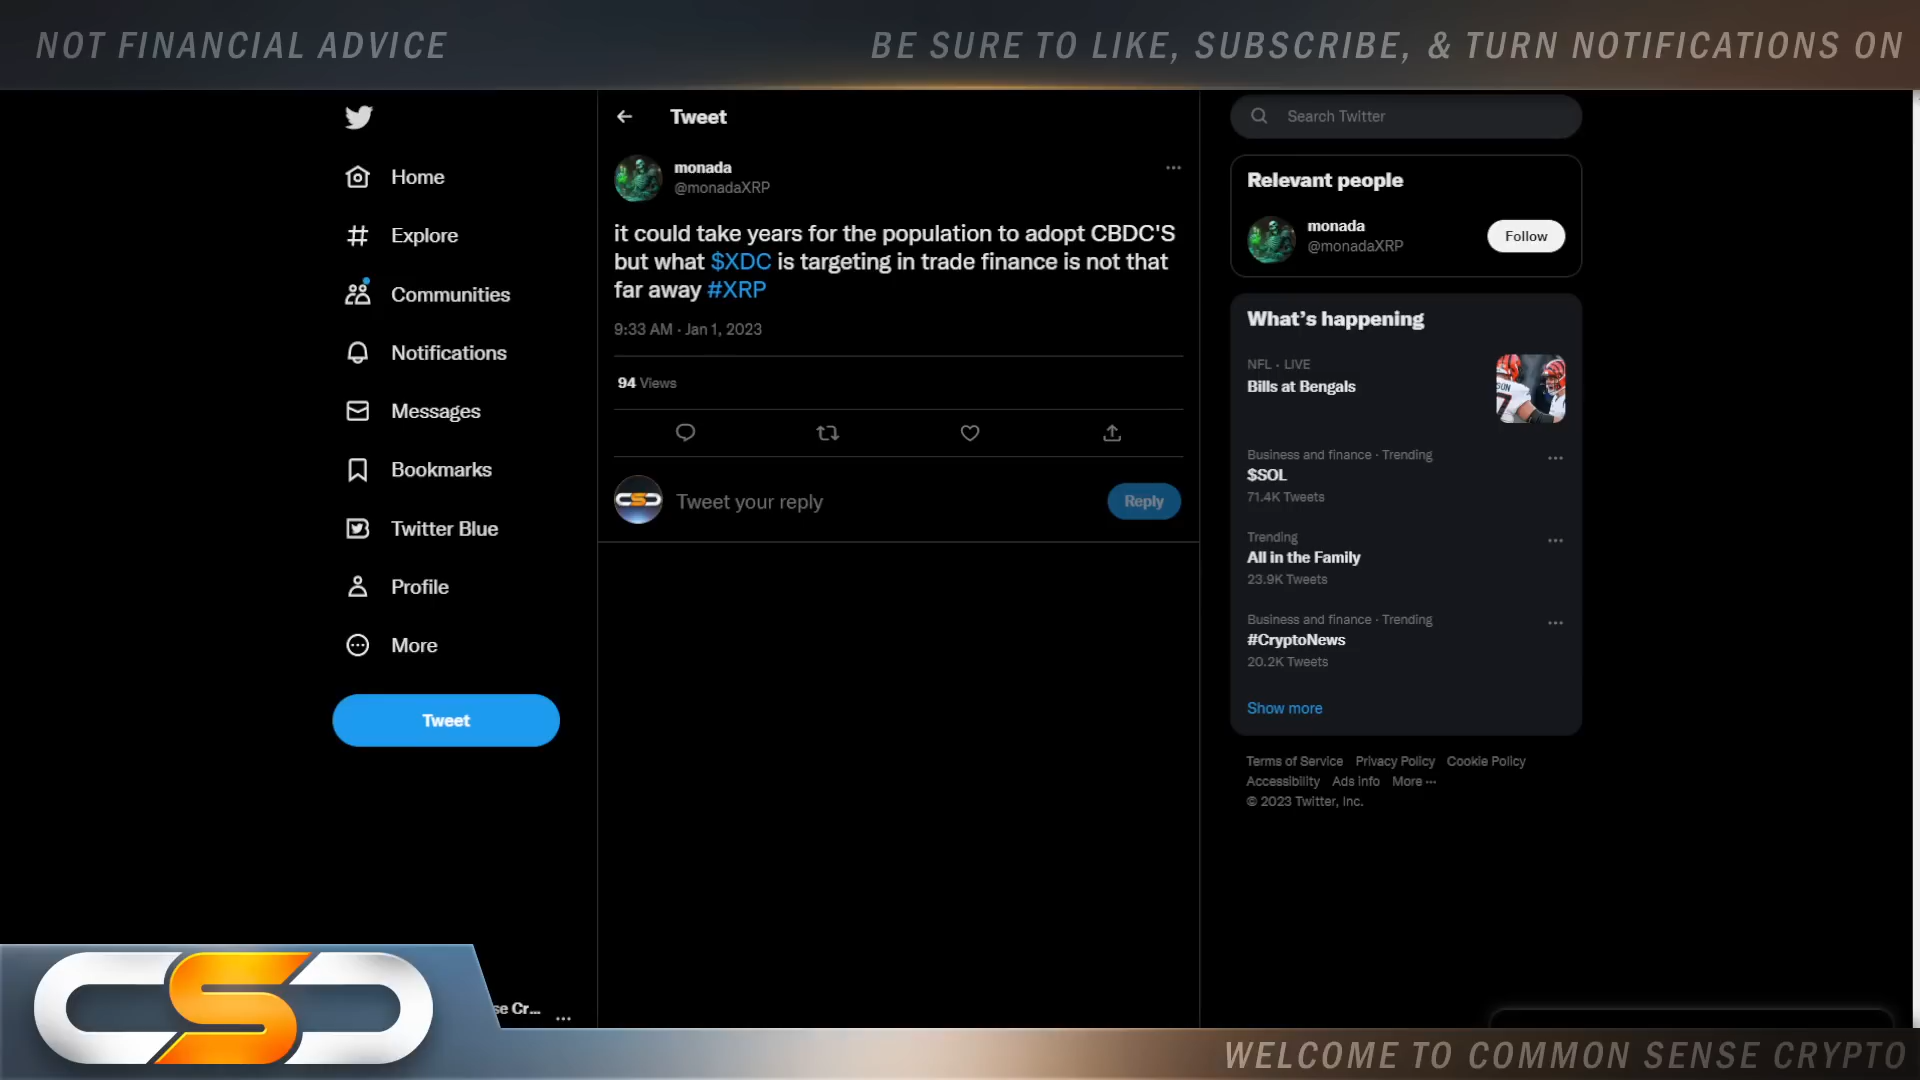 NOT FINANCIAL ADVICE
BE SURE TO LIKE, SUBSCRIBE, & TURN NOTIFICATIONS ON
Home
Explore
Communities
Notifications
Messages
Bookmarks
Twitter Blue
Profile
More
Tweet
se Cr...
Tweet
monada
@monadaXRP
it could take years for the population to adopt CBDC'S
but what $XDC is targeting in trade finance is not that
far away #XRP
9:33 AM · Jan 1, 2023
94 Views
Tweet your reply
Reply
Search Twitter
Relevant people
monada
@monadaXRP
Follow
What's happening
NFL · LIVE
Bills at Bengals
Business and finance · Trending
$SOL
71.4K Tweets
Trending
All in the Family
23.9K Tweets
Business and finance · Trending
#CryptoNews
20.2K Tweets
Show more
Terms of Service Privacy Policy Cookie Policy
Accessibility Ads info More ···
© 2023 Twitter, Inc.
CSC
WELCOME TO COMMON SENSE CRYPTO